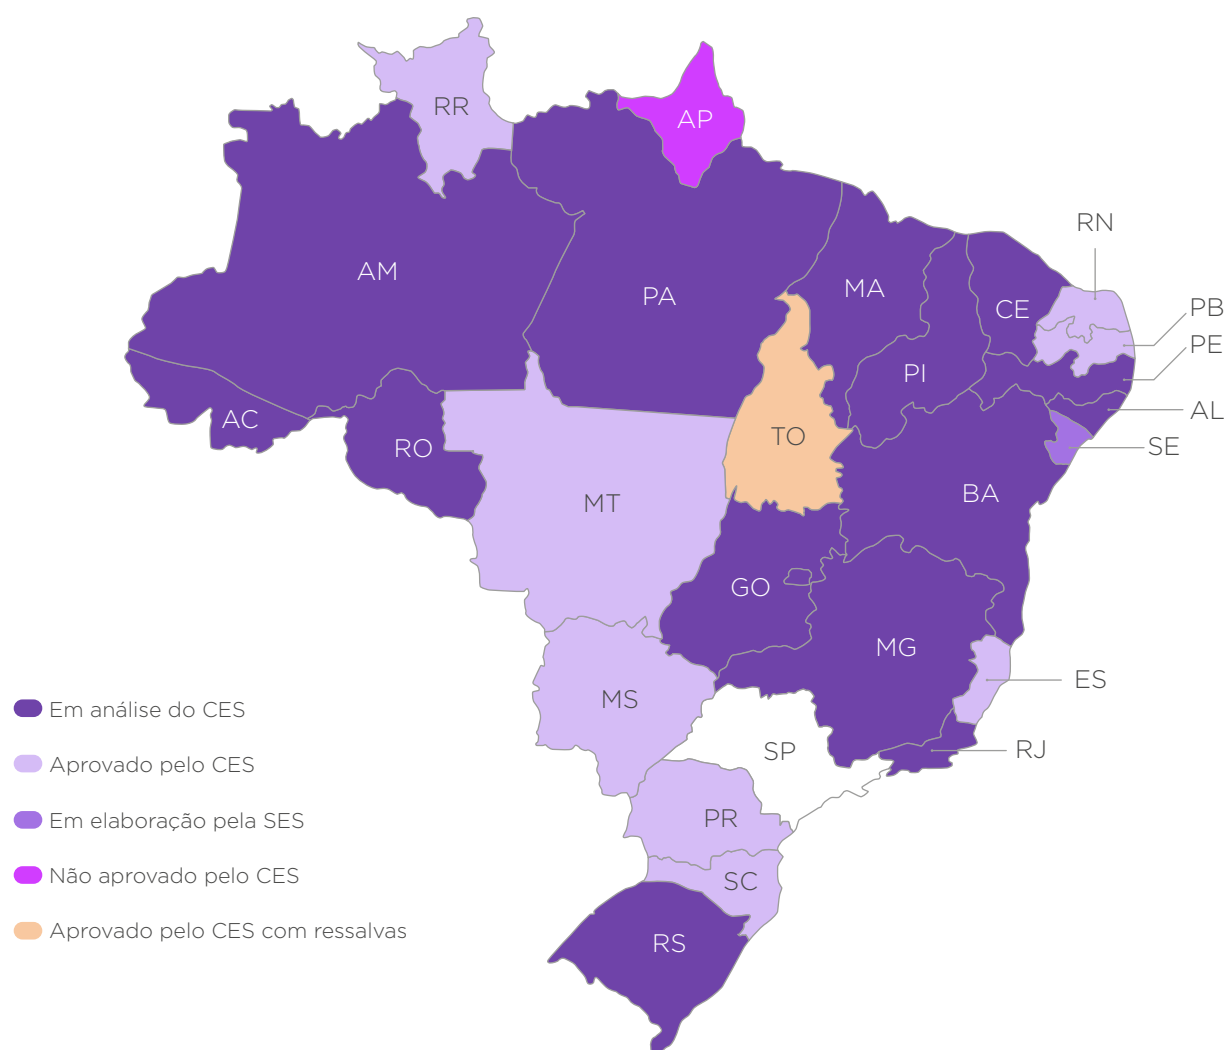 RR
AP
RN
AM
PA
MA
CE
PB
PE
PI
AC
AL
TO
RO
SE
BA
MT
GO
MG
ES
MS
Em análise do CES
SP
RJ
Aprovado pelo CES
PR
Em elaboração pela SES
Não aprovado pelo CES
SC
Aprovado pelo CES com ressalvas
RS